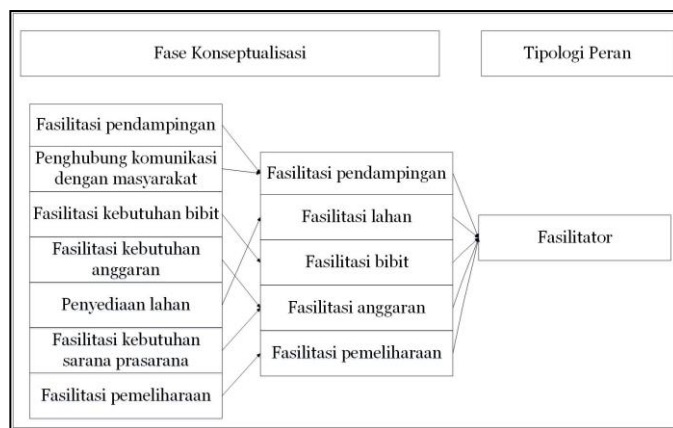 Fase Konseptualisasi
Tipologi Peran
Fasilitasi pendampingan
Penghubung komunikasi
dengan masyarakat
Fasilitasi kebutuhan bibit
Fasilitasi kebutuhan
anggaran
Penyediaan lahan
Fasilitasi kebutuhan
sarana prasarana
Fasilitasi pemeliharaan
Fasilitasi pendampingan
Fasilitasi lahan
Fasilitasi bibit
Fasilitasi anggaran
Fasilitasi pemeliharaan
Fasilitator